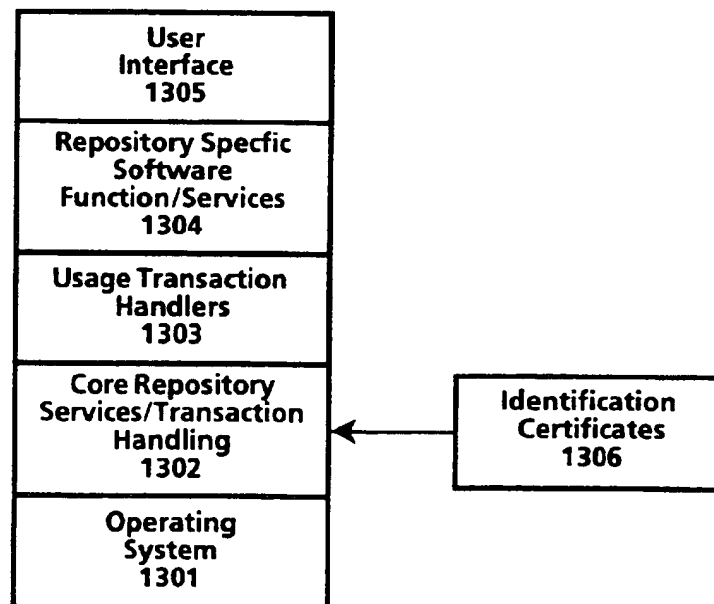 User
Interface
1305
Repository Specfic
Software
Function/Services
1304
Usage Transaction
Handlers
1303
Core Repository
Services/Transaction
Handling
1302
Identification
Certificates
1306
Operating
System
1301